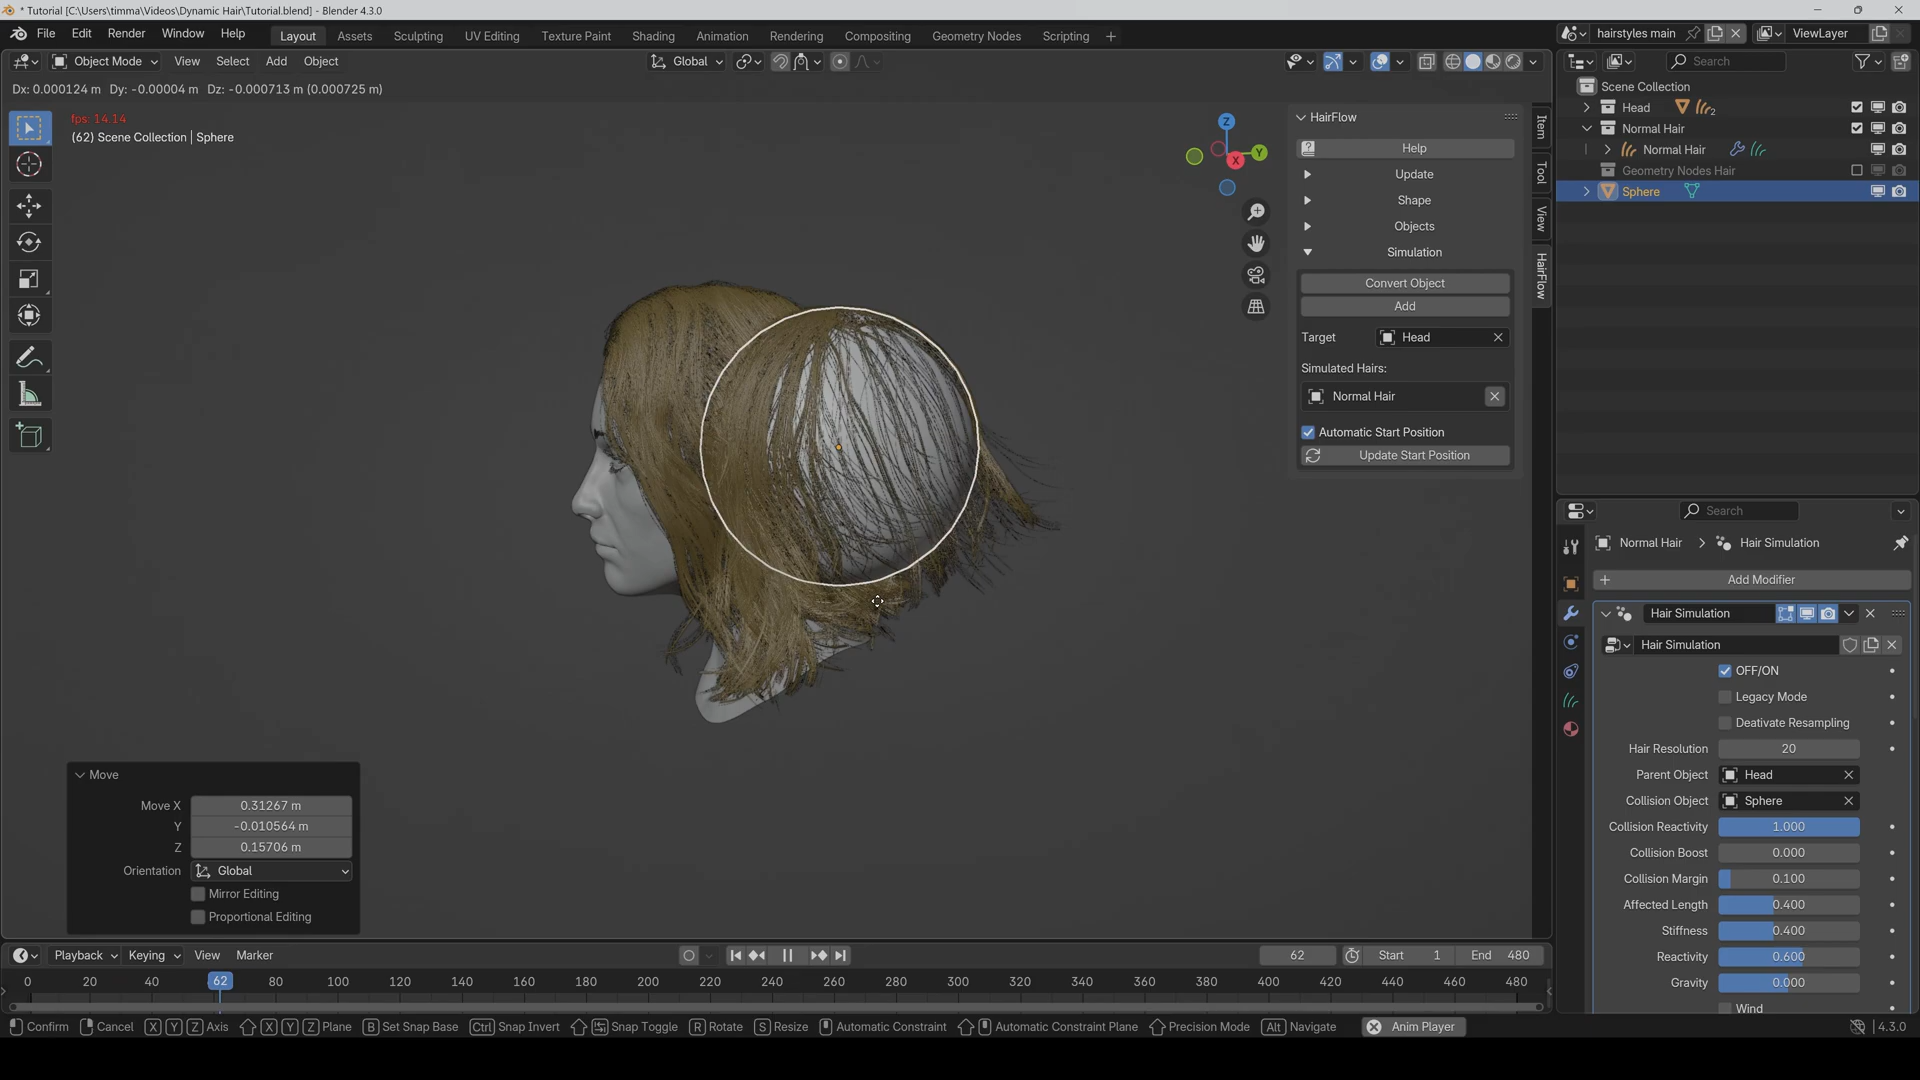 * Tutorial [C:\Users\timma\Videos\Dynamic Hair\Tutorial.blend] - Blender 4.3.0
File Edit Render Window Help
Layout Assets Sculpting UV Editing Texture Paint Shading Animation Rendering Compositing Geometry Nodes Scripting +
hairstyles main
ViewLayer
Object Mode View Select Add Object
Global
Search
Dx: 0.000124 m Dy: -0.00004 m Dz: -0.000713 m (0.000725 m)
fps: 14.14
(62) Scene Collection | Sphere
Z
Y
X
HairFlow
Help
Update
Shape
Objects
Simulation
Convert Object
Add
Target Head
Simulated Hairs:
Normal Hair
Automatic Start Position
Update Start Position
Item
Tool
View
HairFlow
Scene Collection
Head 2
Normal Hair
Normal Hair
Geometry Nodes Hair
Sphere
Search
Normal Hair > Hair Simulation
+ Add Modifier
Hair Simulation
Hair Simulation
OFF/ON
Legacy Mode
Deativate Resampling
Hair Resolution 20
Parent Object Head
Collision Object Sphere
Collision Reactivity 1.000
Collision Boost 0.000
Collision Margin 0.100
Affected Length 0.400
Stiffness 0.400
Reactivity 0.600
Gravity 0.000
Wind
Move
Move X 0.31267 m
Y -0.010564 m
Z 0.15706 m
Orientation Global
Mirror Editing
Proportional Editing
Playback Keying View Marker
62 Start 1 End 480
0 20 40 62 80 100 120 140 160 180 200 220 240 260 280 300 320 340 360 380 400 420 440 460 480
Confirm Cancel X Y Z Axis X Y Z Plane B Set Snap Base Ctrl Snap Invert Snap Toggle R Rotate S Resize Automatic Constraint Automatic Constraint Plane Precision Mode Alt Navigate Anim Player 4.3.0